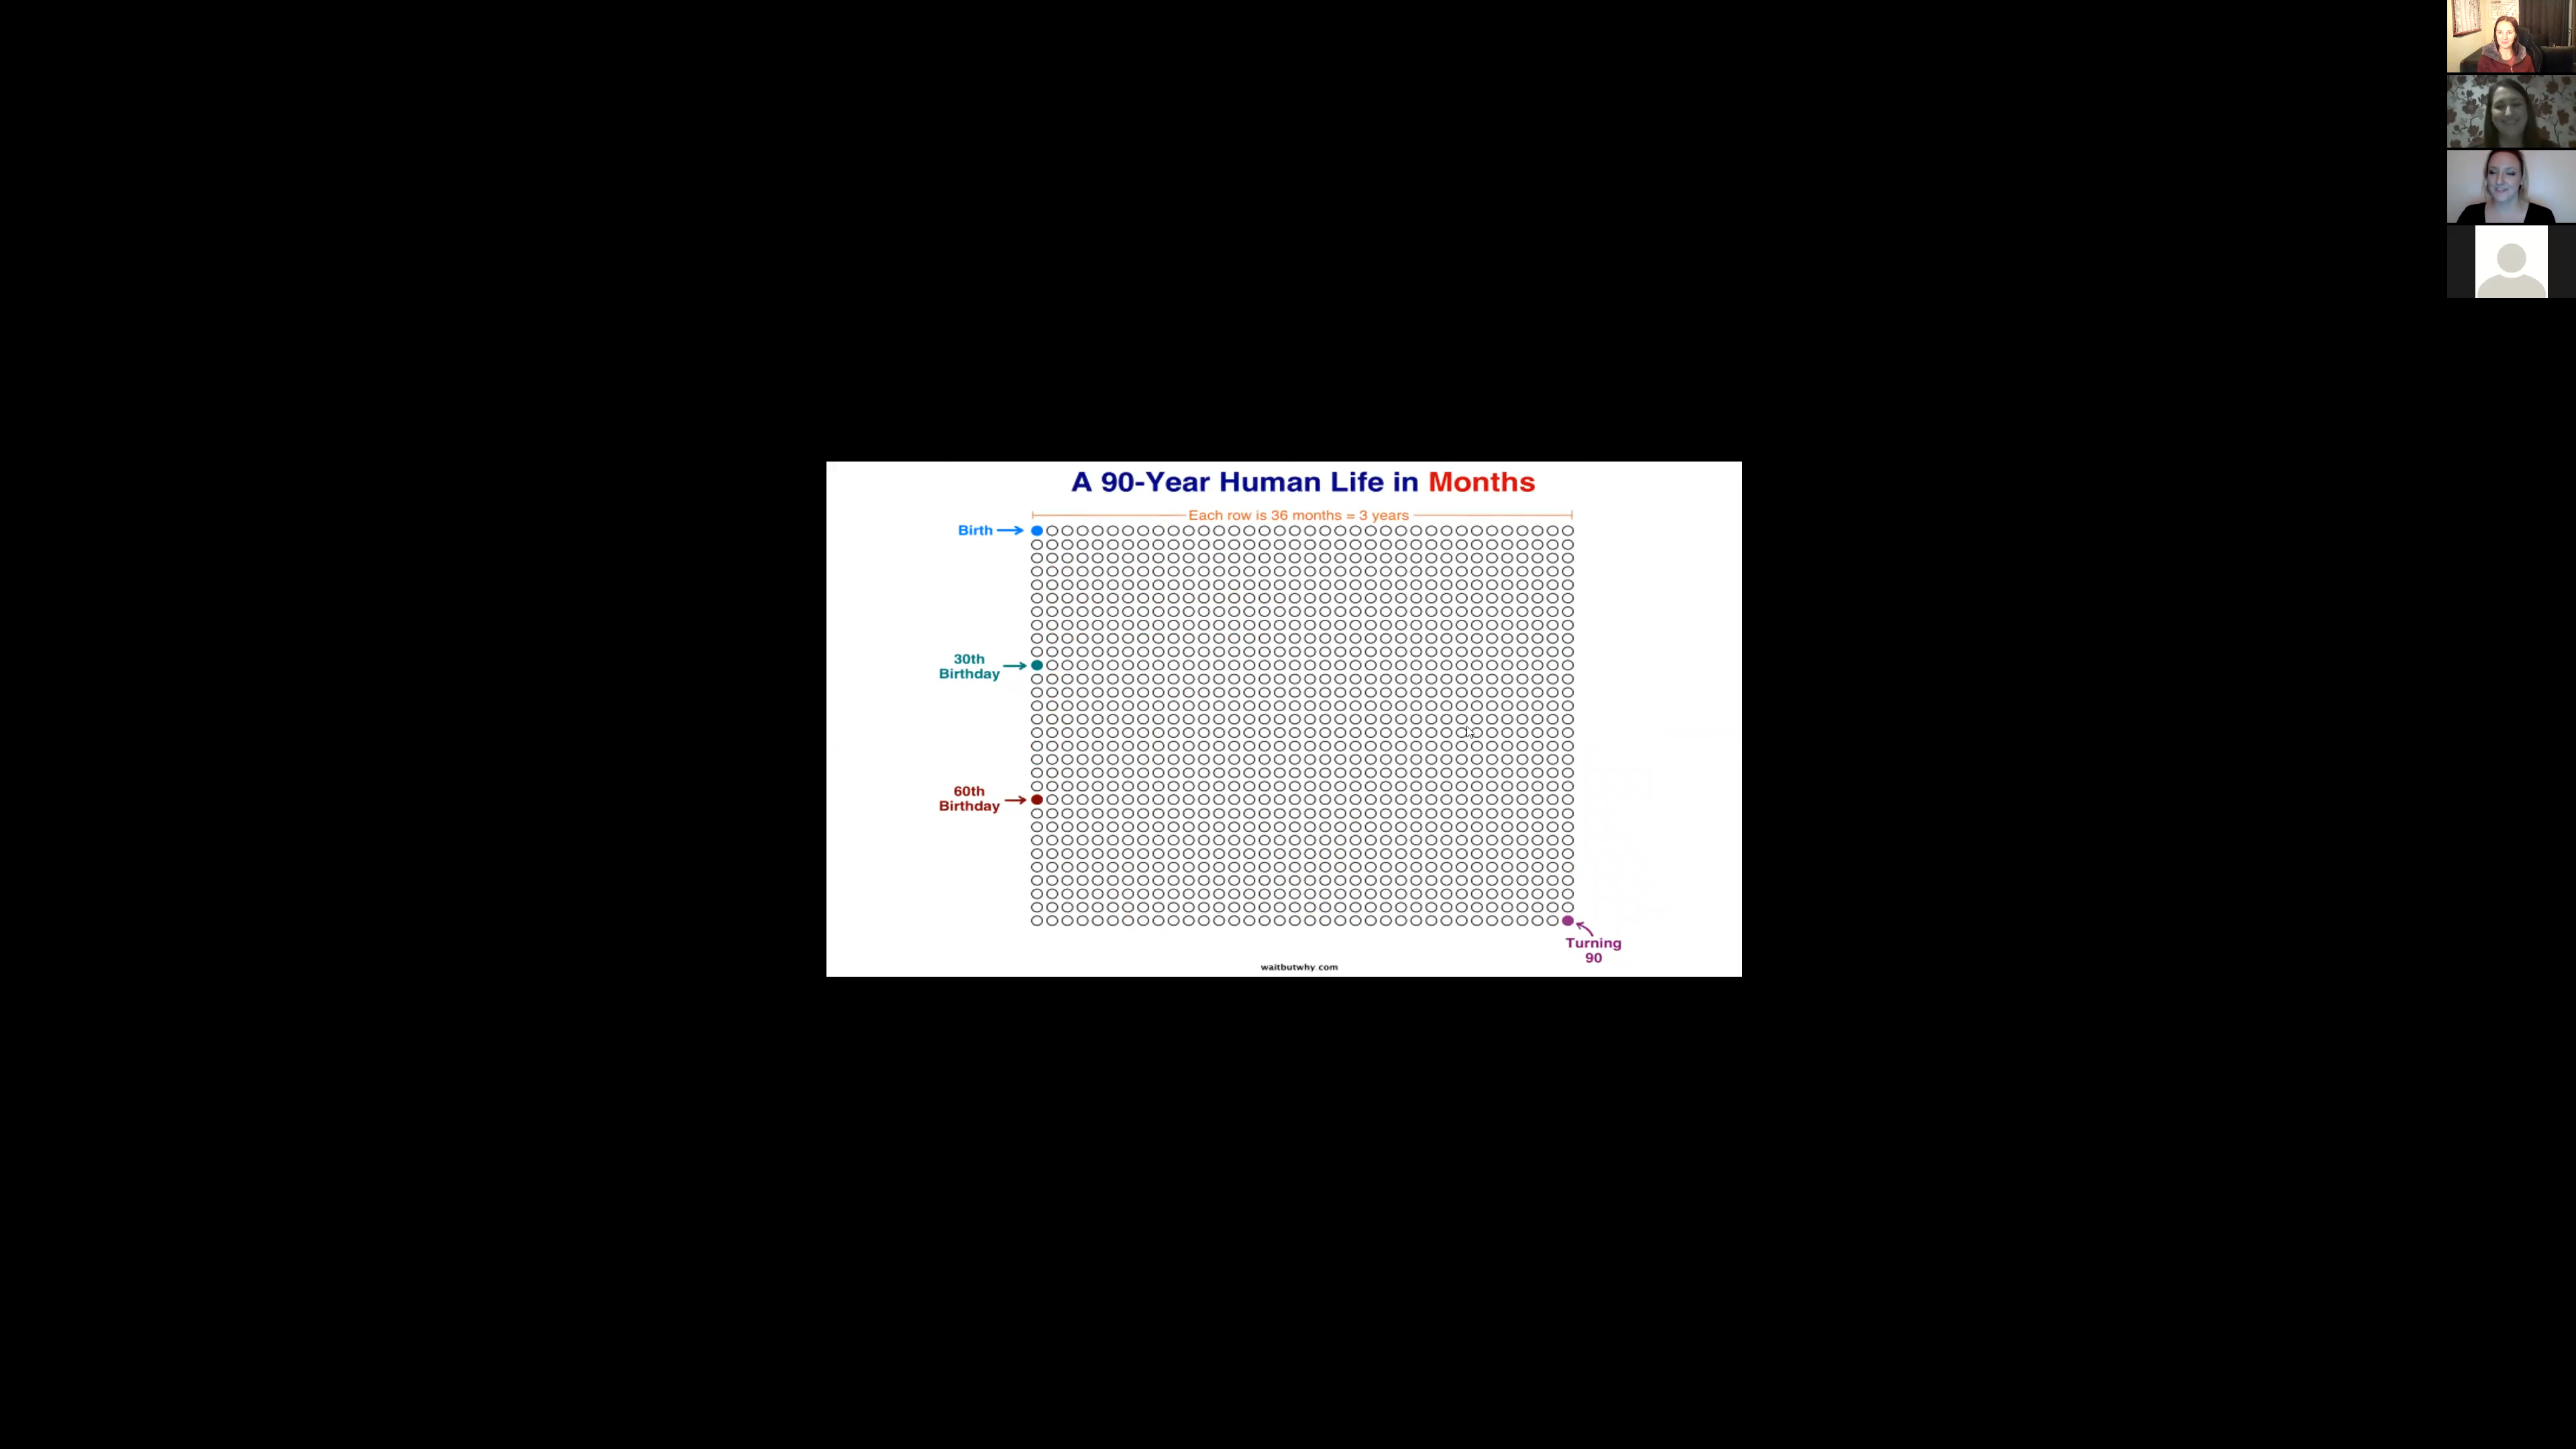 A 90-Year Human Life in Months
Each row is 36 months = 3 years
Birth
30th
Birthday
60th
Birthday
Turning
90
waitbutwhy.com